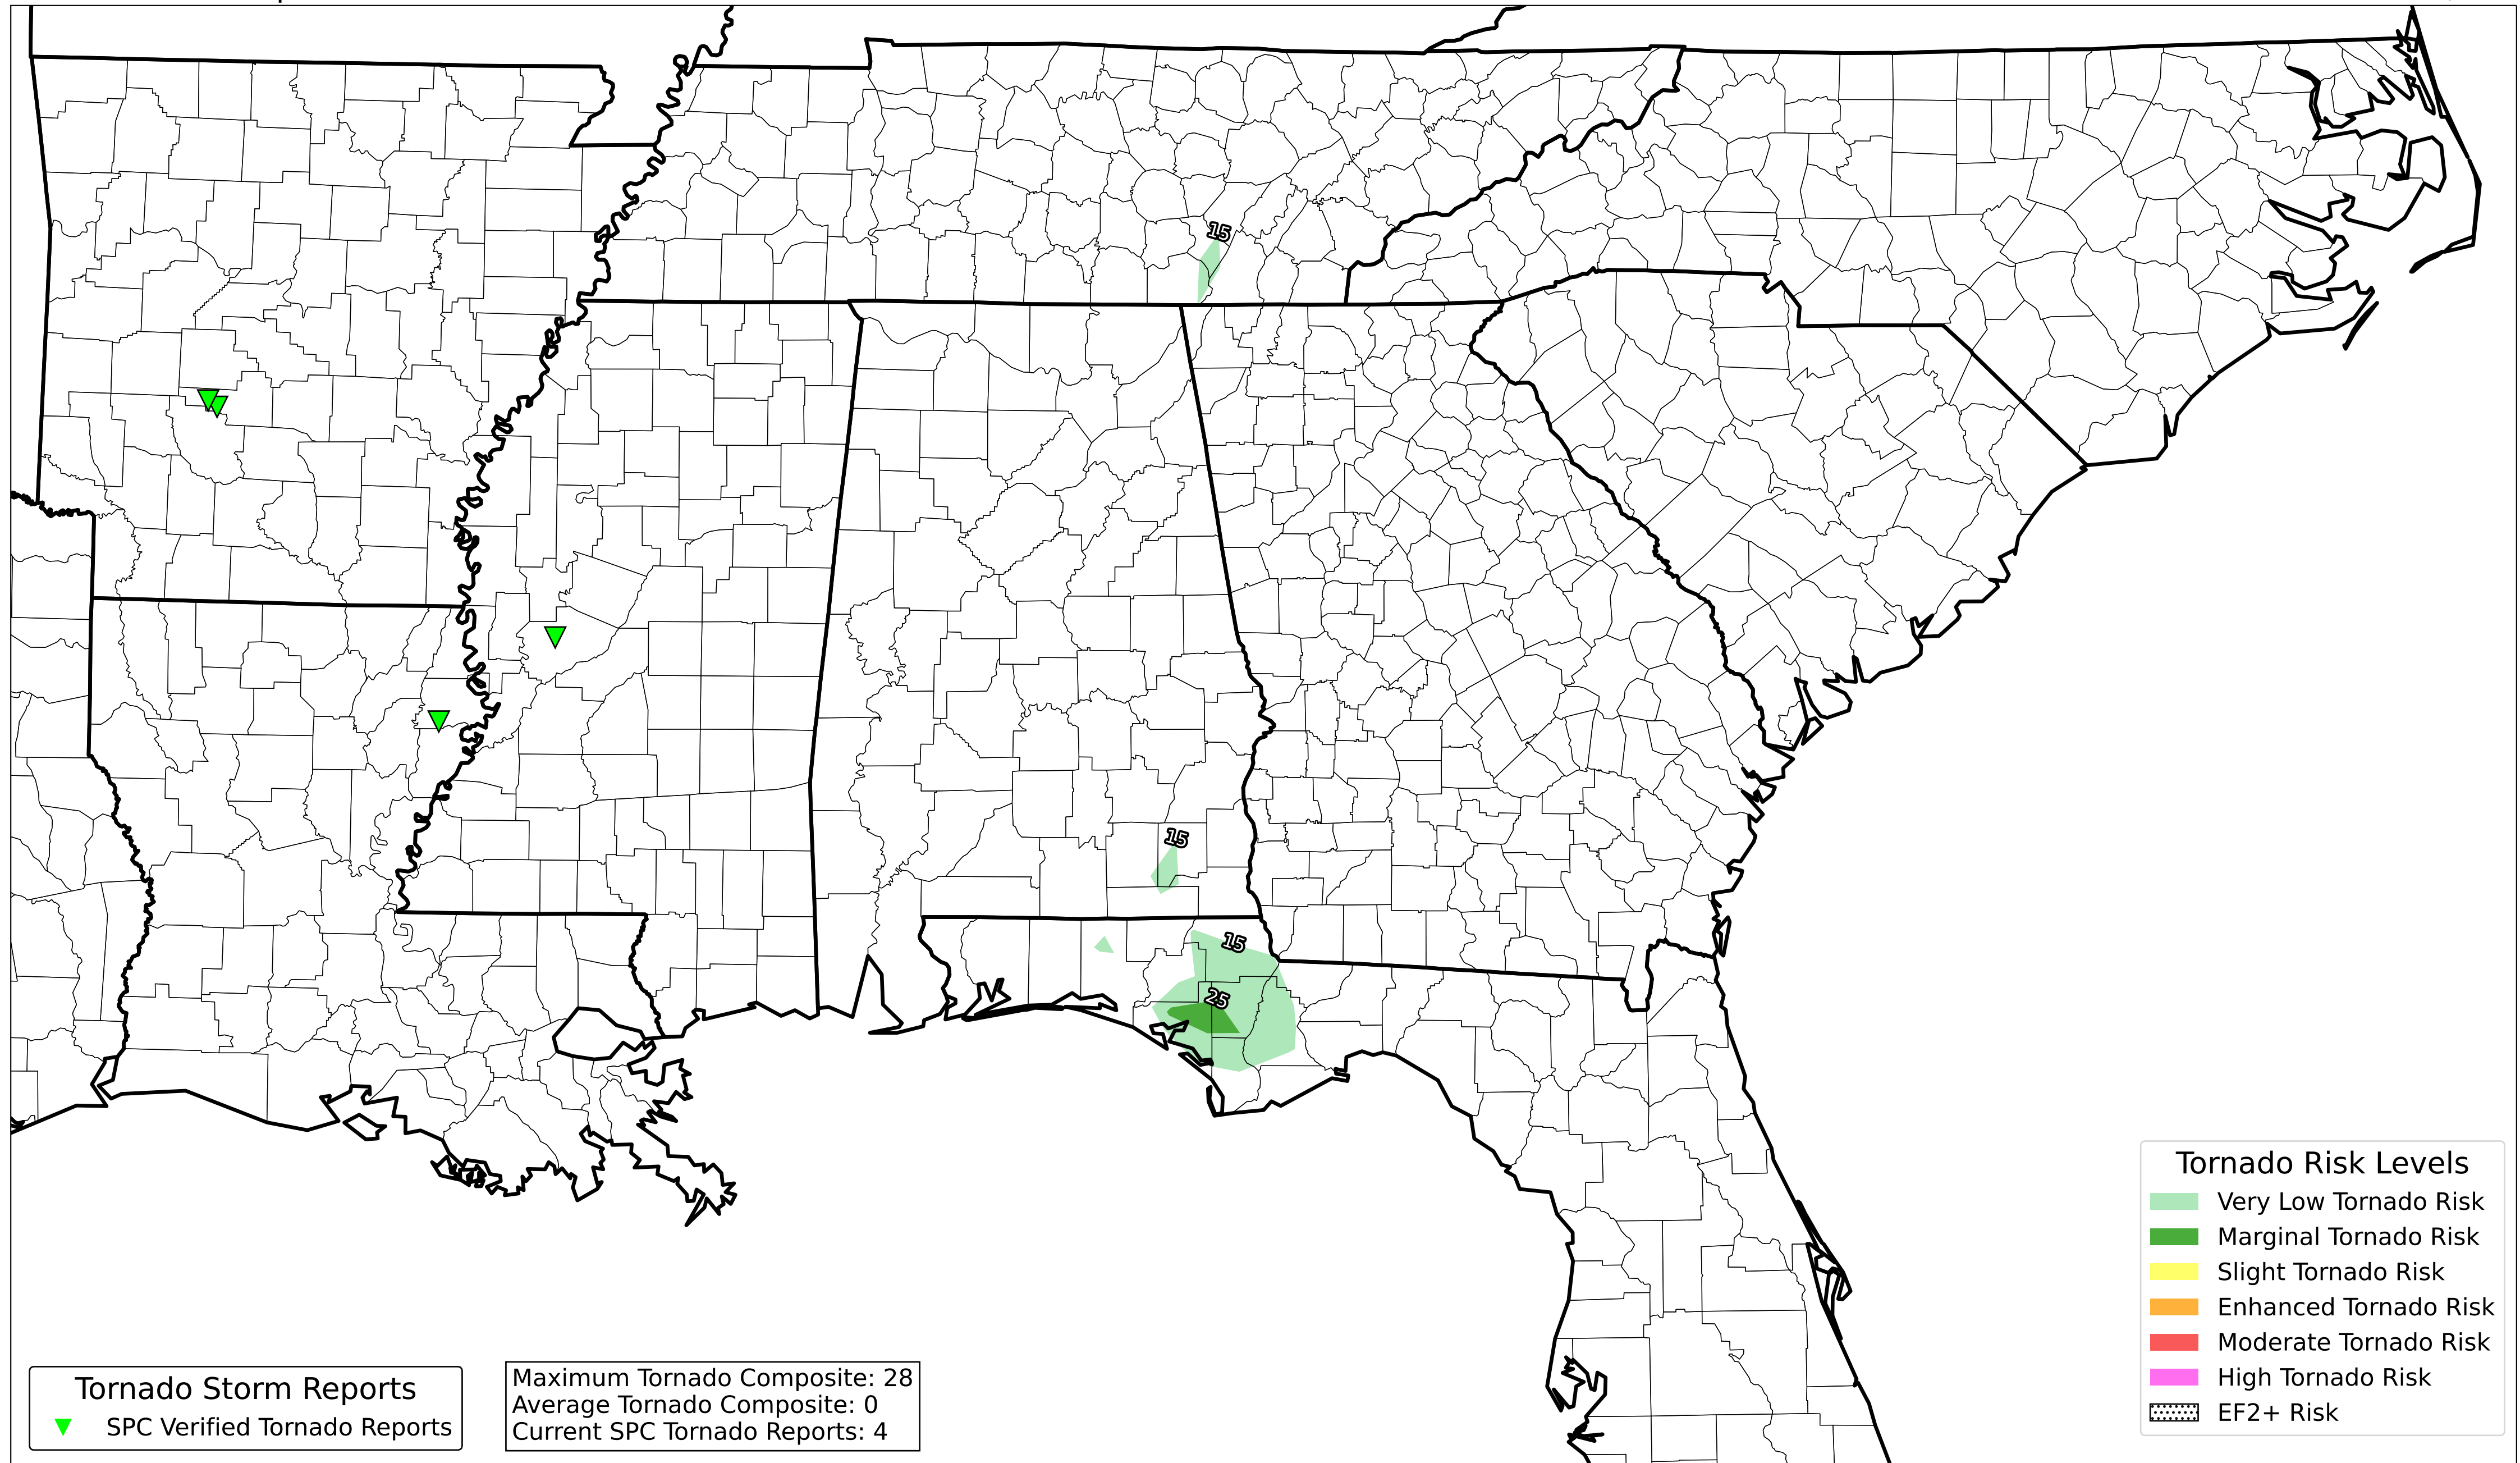 15
15
15
25
Tornado Risk Levels
Very Low Tornado Risk
Marginal Tornado Risk
Slight Tornado Risk
Enhanced Tornado Risk
Moderate Tornado Risk
High Tornado Risk
EF2+ Risk
Tornado Storm Reports
SPC Verified Tornado Reports
Maximum Tornado Composite: 28
Average Tornado Composite: 0
Current SPC Tornado Reports: 4